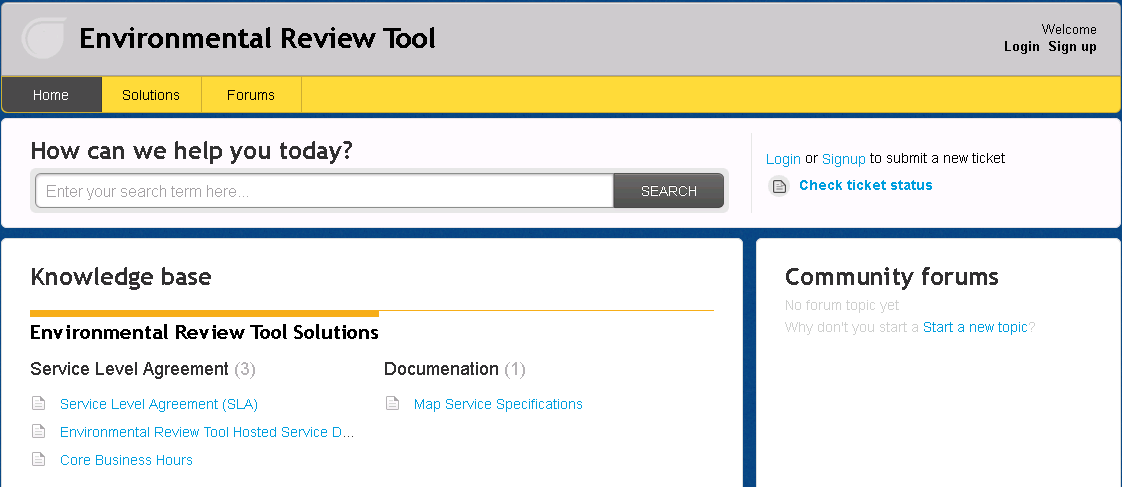 Environmental Review Tool
Welcome
Login Sign up
Home
Solutions
Forums
How can we help you today?
Enter your search term here...
SEARCH
Login or Signup to submit a new ticket
Check ticket status
Knowledge base
Environmental Review Tool Solutions
Service Level Agreement (3)
Service Level Agreement (SLA)
Environmental Review Tool Hosted Service D...
Core Business Hours
Documenation (1)
Map Service Specifications
Community forums
No forum topic yet
Why don't you start a Start a new topic?